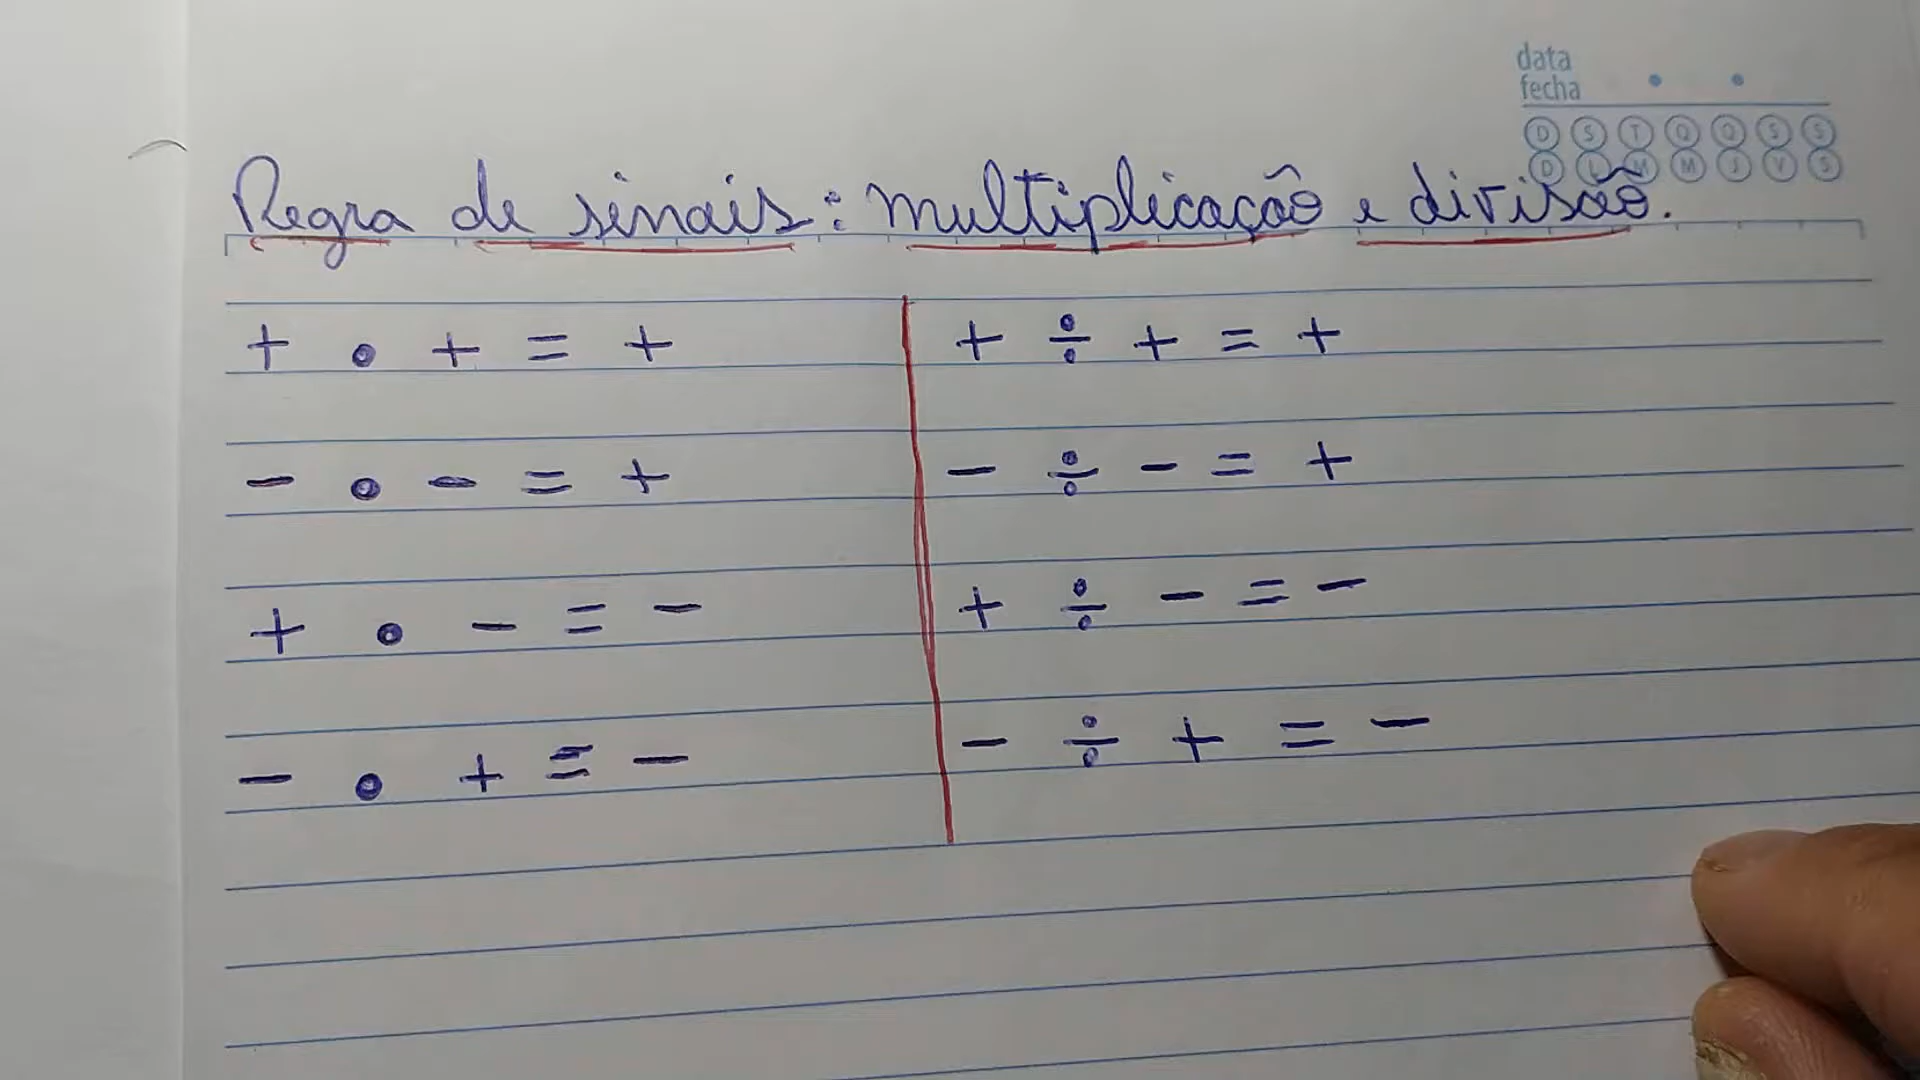 data
fecha
D S T Q Q S S
D L M M J V S
Regra de sinais: multiplicação e divisão.
+ • + = +
- • - = +
+ • - = -
- • + = -
+ ÷ + = +
- ÷ - = +
+ ÷ - = -
- ÷ + = -